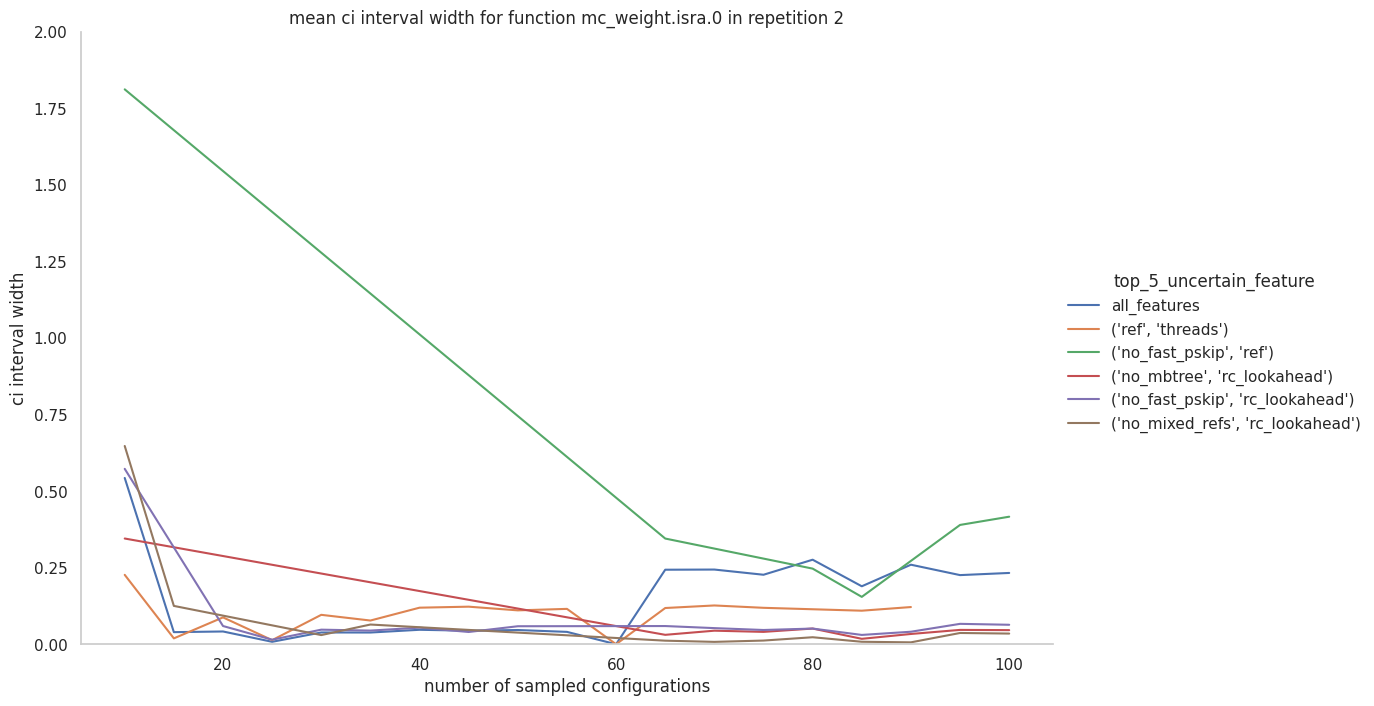 mean ci interval width for function mc_weight.isra.0 in repetition 2
2.00
1.75
1.50
1.25
1.00
0.75
0.50
0.25
0.00
ci interval width
20
40
60
80
100
number of sampled configurations
top_5_uncertain_feature
all_features
('ref', 'threads')
('no_fast_pskip', 'ref')
('no_mbtree', 'rc_lookahead')
('no_fast_pskip', 'rc_lookahead')
('no_mixed_refs', 'rc_lookahead')